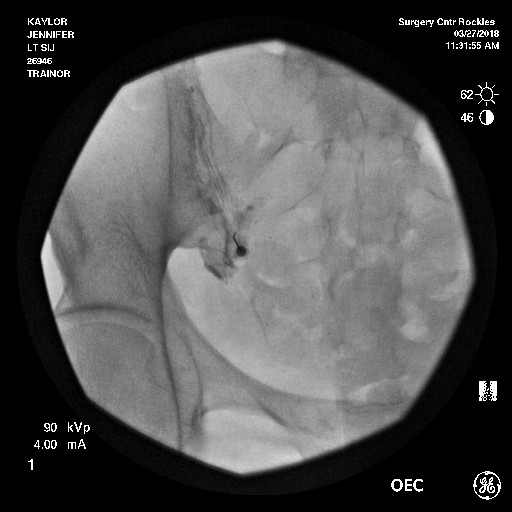 KAYLOR
JENNIFER
LT SIJ
26946
TRAINOR
Surgery Cntr Rockies
03/27/2018
11:31:55 AM
62
46
90 kVp
4.00 mA
1
OEC